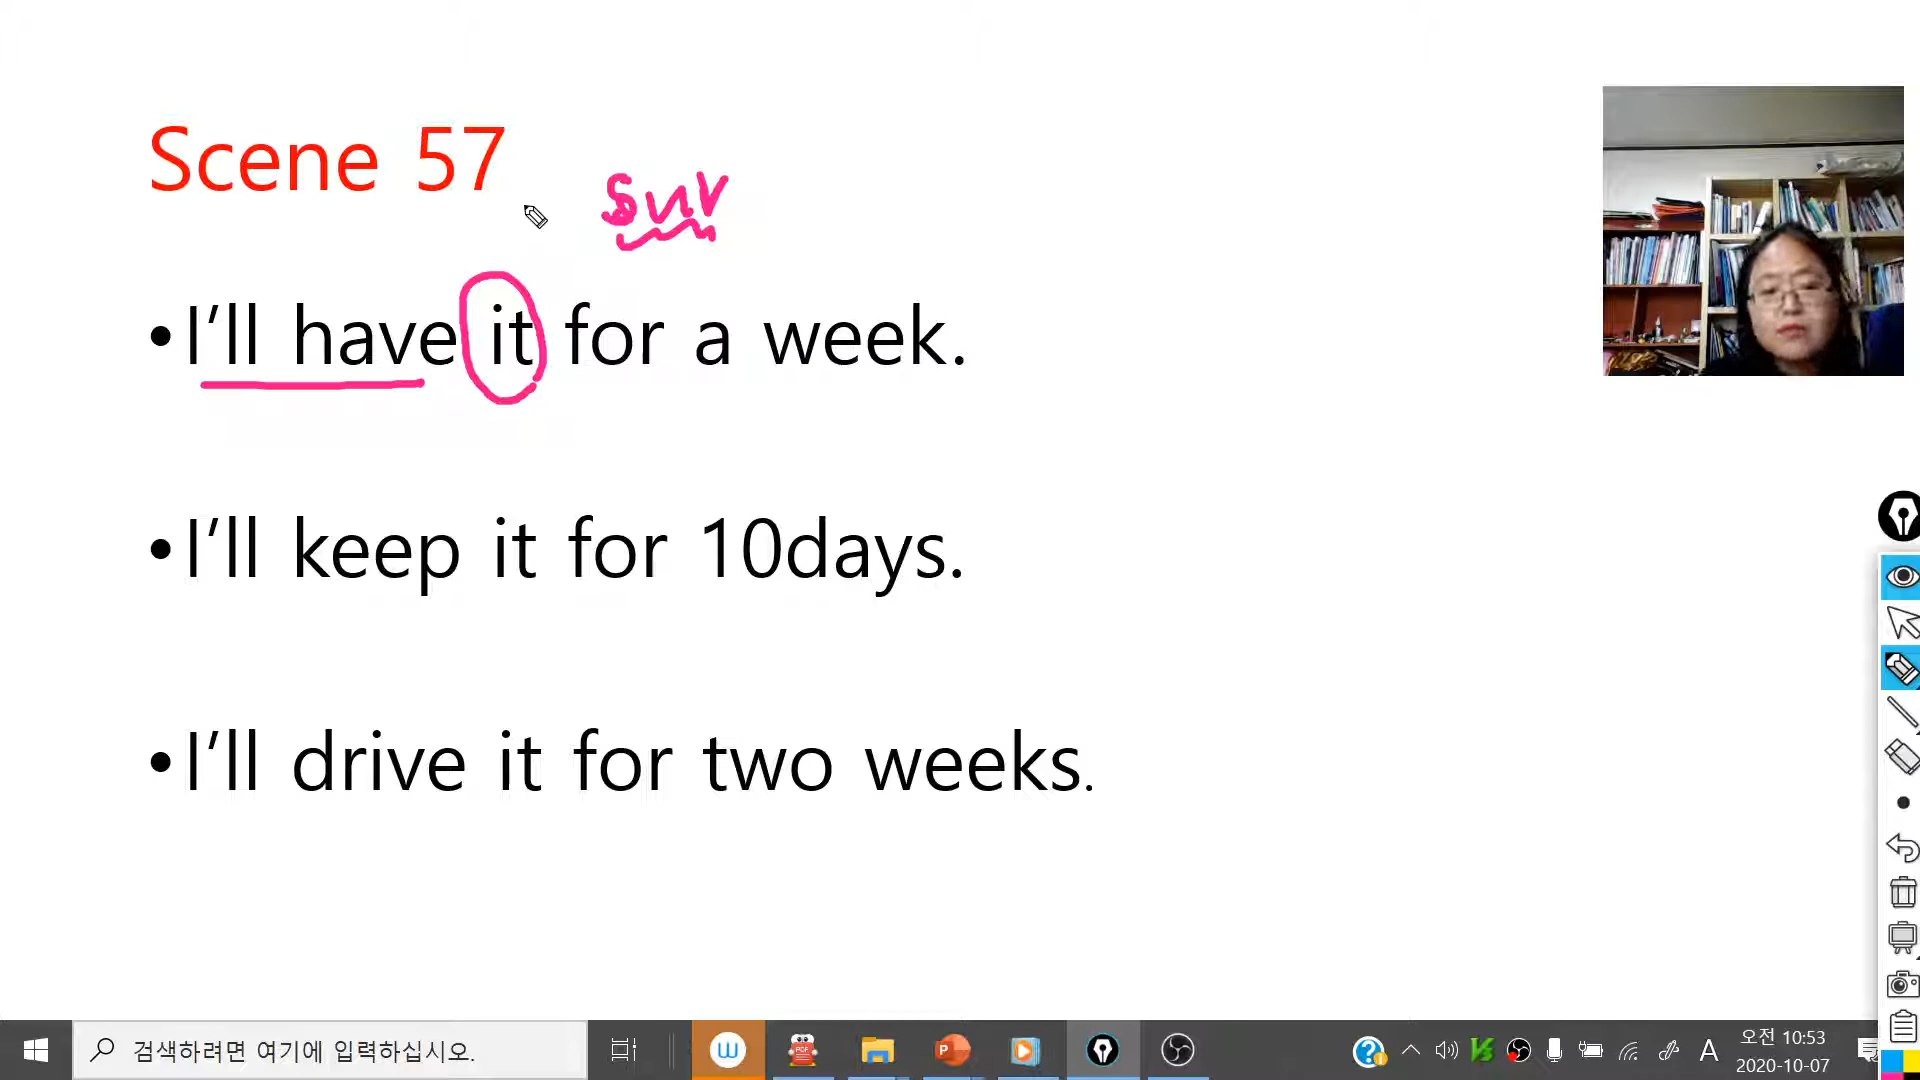 Scene 57
suv
•I'll have it for a week.
•I'll keep it for 10days.
•I'll drive it for two weeks.
검색하려면 여기에 입력하십시오.
오전 10:53
2020-10-07
A